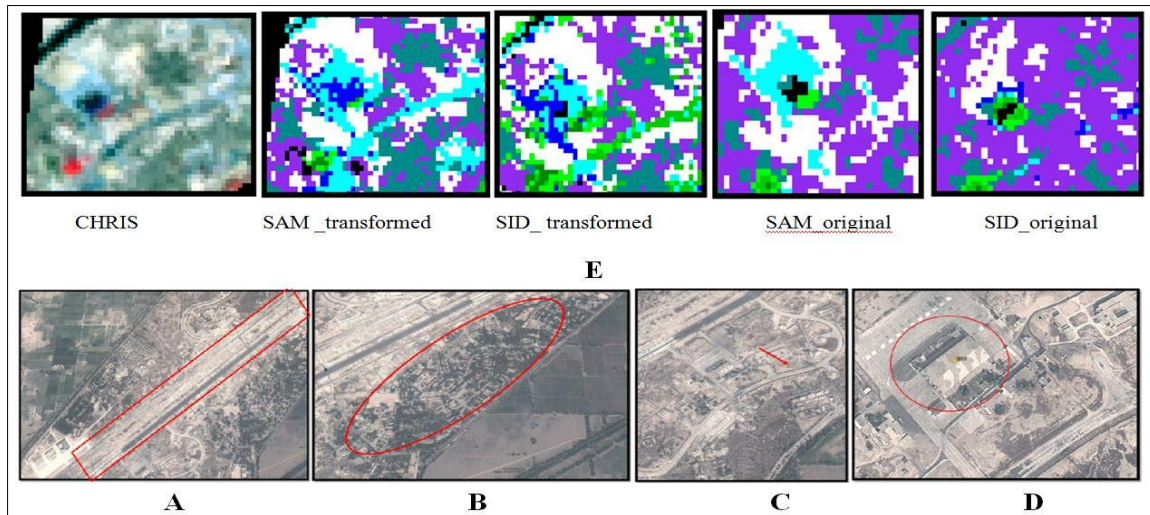 CHRIS SAM _transformed SID_ transformed SAM_original SID_original
E
A B C D